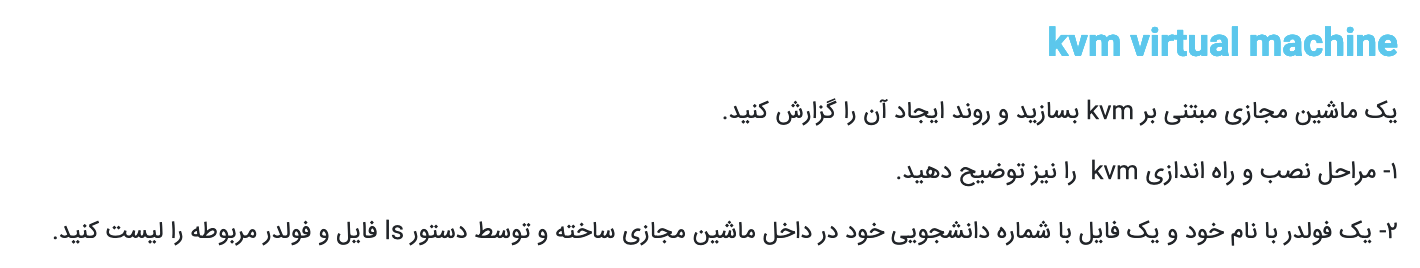 kvm virtual machine
یک ماشین مجازی مبتنی بر kvm بسازید و روند ایجاد آن را گزارش کنید.
۱- مراحل نصب و راه اندازی kvm را نیز توضیح دهید.
۲- یک فولدر با نام خود و یک فایل با شماره دانشجویی خود در داخل ماشین مجازی ساخته و توسط دستور ls فایل و فولدر مربوطه را لیست کنید.